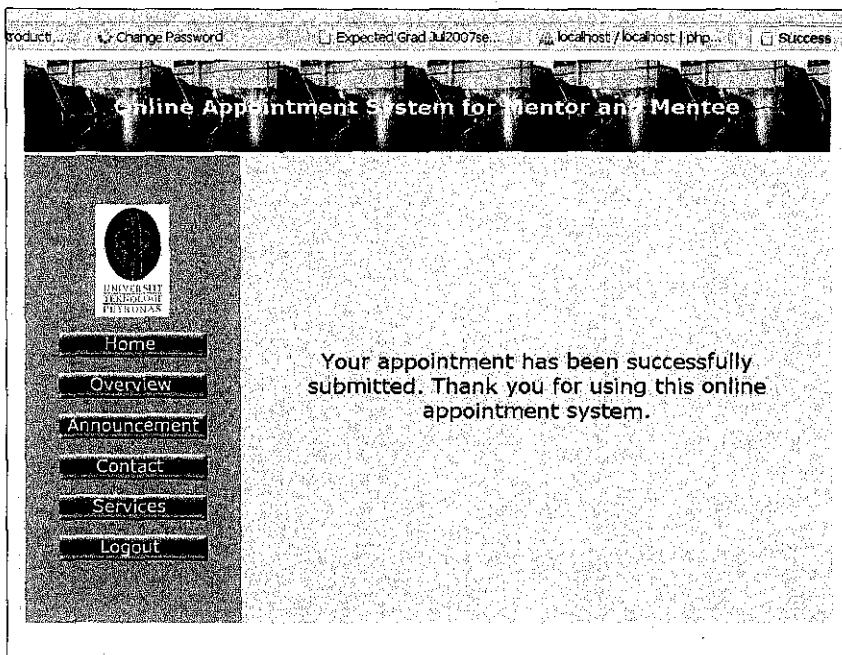 troducti... Change Password Expected Grad Jul2007se... localhost / localhost | php... Success
Online Appointment System for Mentor and Mentee
UNIVERSITI
TEKNOLOGI
PETRONAS
Home
Overview
Announcement
Contact
Services
Logout
Your appointment has been successfully
submitted. Thank you for using this online
appointment system.